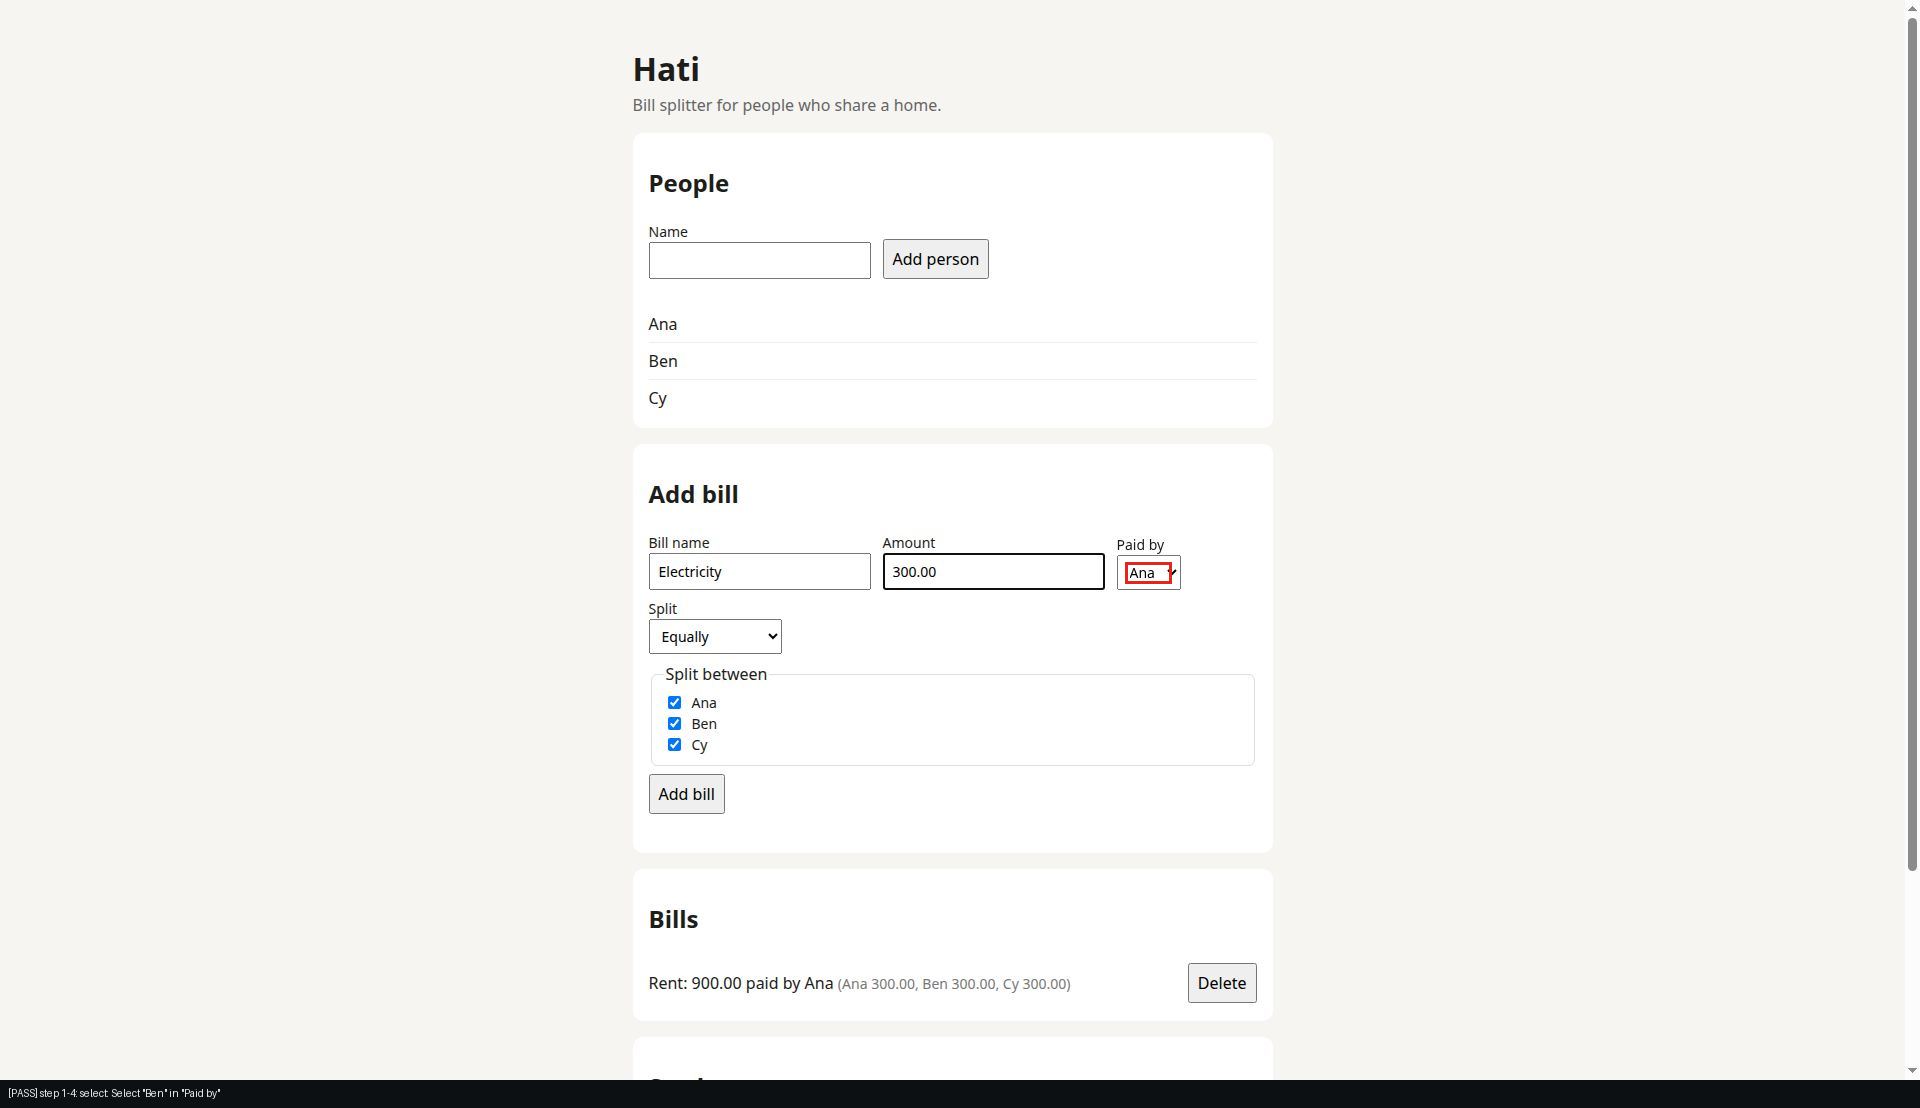 Hati
Bill splitter for people who share a home.
People
Name
Add person
Ana
Ben
Cy
Add bill
Bill name Amount Paid by
Electricity 300.00 Ana
Split
Equally
Split between
Ana
Ben
Cy
Add bill
Bills
Rent: 900.00 paid by Ana (Ana 300.00, Ben 300.00, Cy 300.00) Delete
[PASS] step 1-4: select: Select "Ben" in "Paid by"